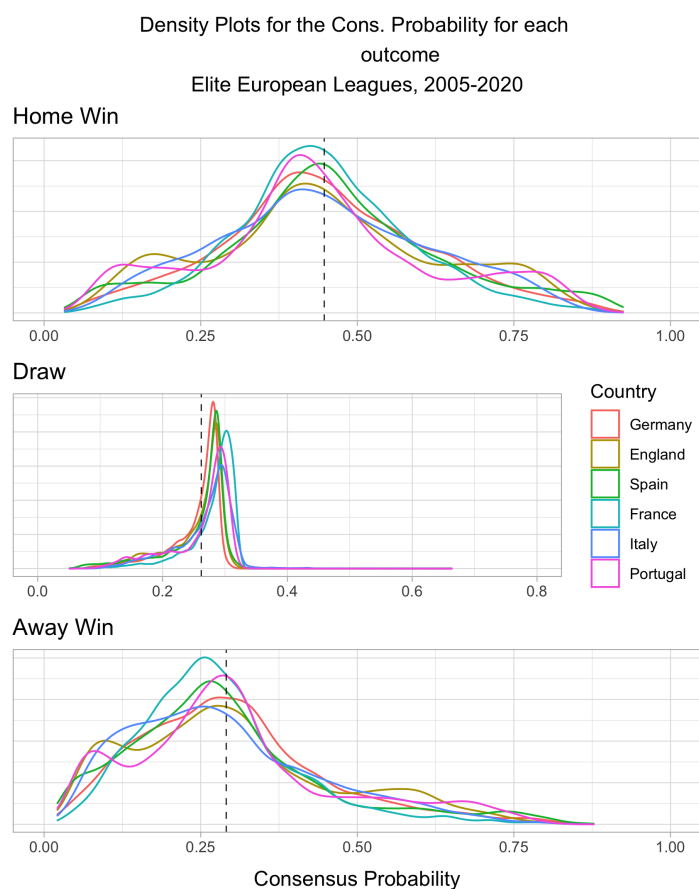 Density Plots for the Cons. Probability for each
outcome
Elite European Leagues, 2005-2020
Home Win
0.00 0.25 0.50 0.75 1.00
Draw
0.0 0.2 0.4 0.6 0.8
Country
Germany
England
Spain
France
Italy
Portugal
Away Win
0.00 0.25 0.50 0.75 1.00
Consensus Probability